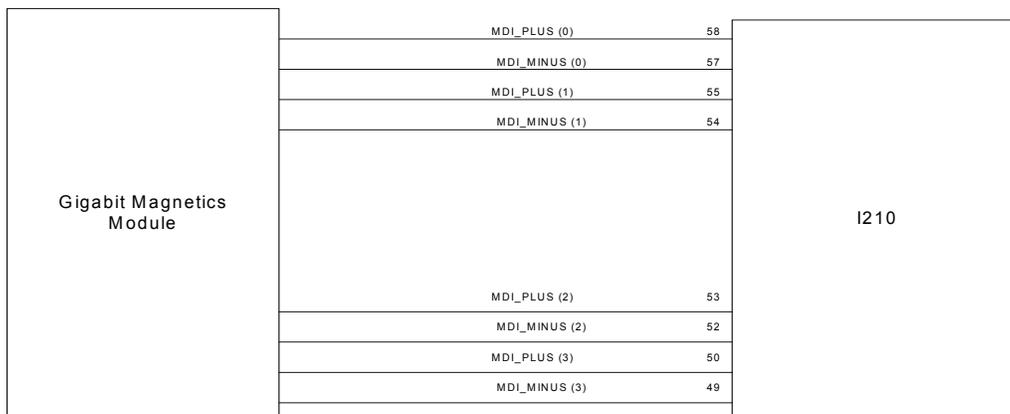 MDI_PLUS (0) 58
MDI_MINUS (0) 57
MDI_PLUS (1) 55
MDI_MINUS (1) 54
Gigabit Magnetics
Module
I210
MDI_PLUS (2) 53
MDI_MINUS (2) 52
MDI_PLUS (3) 50
MDI_MINUS (3) 49